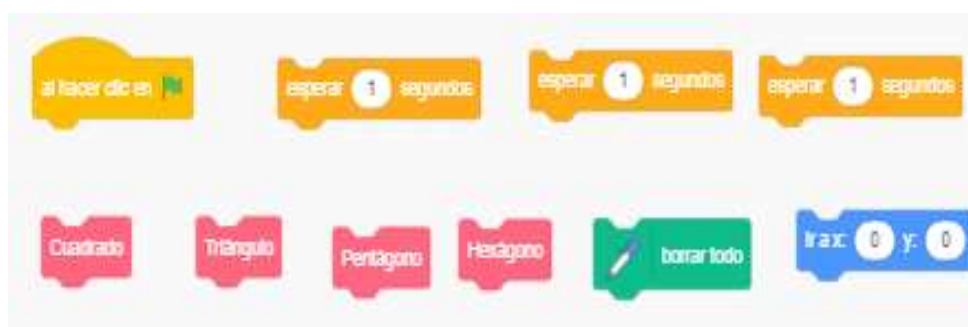 al hacer clic en
esperar 1 segundos
esperar 1 segundos
esperar 1 segundos
Cuadrado
Triángulo
Pentágono
Hexágono
borrar todo
ir a x: 0 y: 0